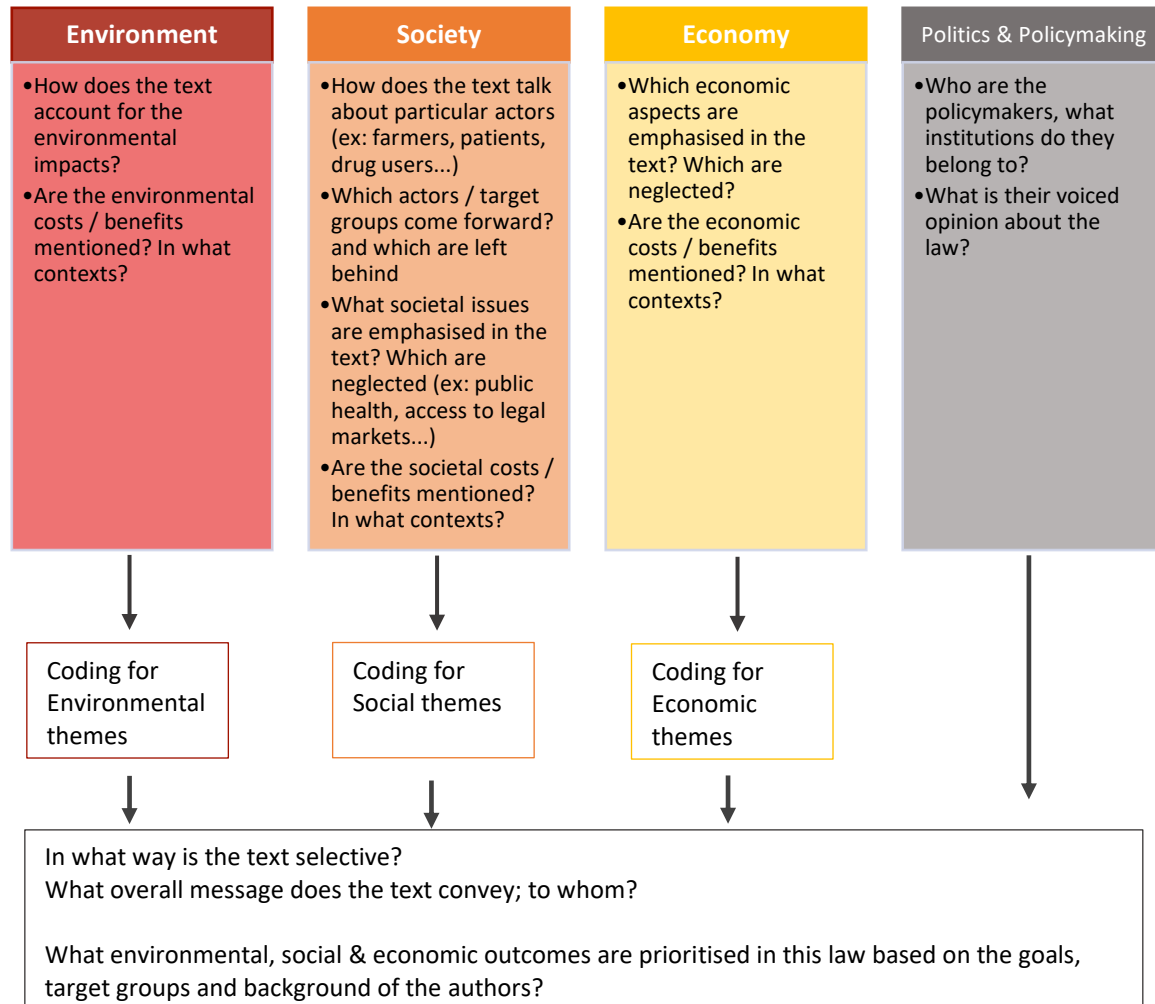 Environment
•How does the text
account for the
environmental
impacts?
•Are the environmental
costs / benefits
mentioned? In what
contexts?
Society
•How does the text talk
about particular actors
(ex: farmers, patients,
drug users...)
•Which actors / target
groups come forward?
and which are left
behind
•What societal issues
are emphasised in the
text? Which are
neglected (ex: public
health, access to legal
markets...)
•Are the societal costs /
benefits mentioned?
In what contexts?
Economy
•Which economic
aspects are
emphasised in the
text? Which are
neglected?
•Are the economic
costs / benefits
mentioned? In what
contexts?
Politics & Policymaking
•Who are the
policymakers, what
institutions do they
belong to?
•What is their voiced
opinion about the
law?
Coding for
Environmental
themes
Coding for
Social themes
Coding for
Economic
themes
In what way is the text selective?
What overall message does the text convey; to whom?
What environmental, social & economic outcomes are prioritised in this law based on the goals,
target groups and background of the authors?